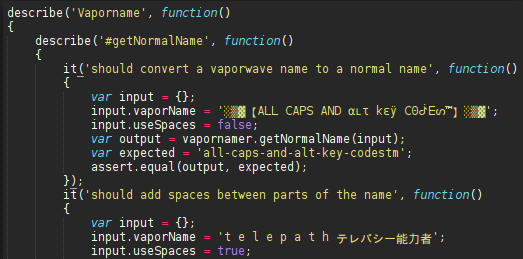 describe('Vaporname', function()
{
describe('#getNormalName', function()
{
it('should convert a vaporwave name to a normal name', function()
{
var input = {};
input.vaporName = '░▒▓【ALL CAPS AND αʟτ kεÿ CΘԃEണ™】░▒▓';
input.useSpaces = false;
var output = vapornamer.getNormalName(input);
var expected = 'all-caps-and-alt-key-codestm';
assert.equal(output, expected);
});
it('should add spaces between parts of the name', function()
{
var input = {};
input.vaporName = 't e l e p a t h テレパシー能力者';
input.useSpaces = true;